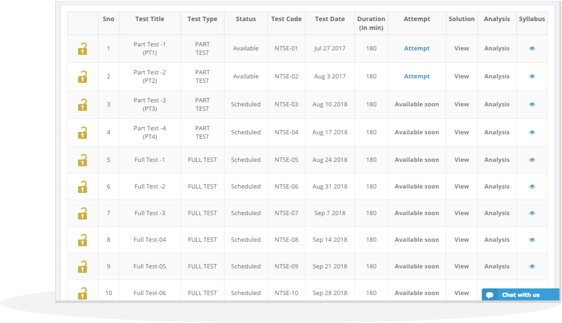 Sno Test Title Test Type Status Test Code Test Date Duration (in min) Attempt Solution Analysis Syllabus
1 Part Test -1 (PT1) PART TEST Available NTSE-01 Jul 27 2017 180 Attempt View Analysis
2 Part Test -2 (PT2) PART TEST Available NTSE-02 Aug 3 2017 180 Attempt View Analysis
3 Part Test -3 (PT3) PART TEST Scheduled NTSE-03 Aug 10 2018 180 Available soon View Analysis
4 Part Test -4 (PT4) PART TEST Scheduled NTSE-04 Aug 17 2018 180 Available soon View Analysis
5 Full Test -1 FULL TEST Scheduled NTSE-05 Aug 24 2018 180 Available soon View Analysis
6 Full Test -2 FULL TEST Scheduled NTSE-06 Aug 31 2018 180 Available soon View Analysis
7 Full Test -3 FULL TEST Scheduled NTSE-07 Sep 7 2018 180 Available soon View Analysis
8 Full Test-04 FULL TEST Scheduled NTSE-08 Sep 14 2018 180 Available soon View Analysis
9 Full Test-05 FULL TEST Scheduled NTSE-09 Sep 21 2018 180 Available soon View Analysis
10 Full Test-06 FULL TEST Scheduled NTSE-10 Sep 28 2018 180 Available soon View Analysis
Chat with us